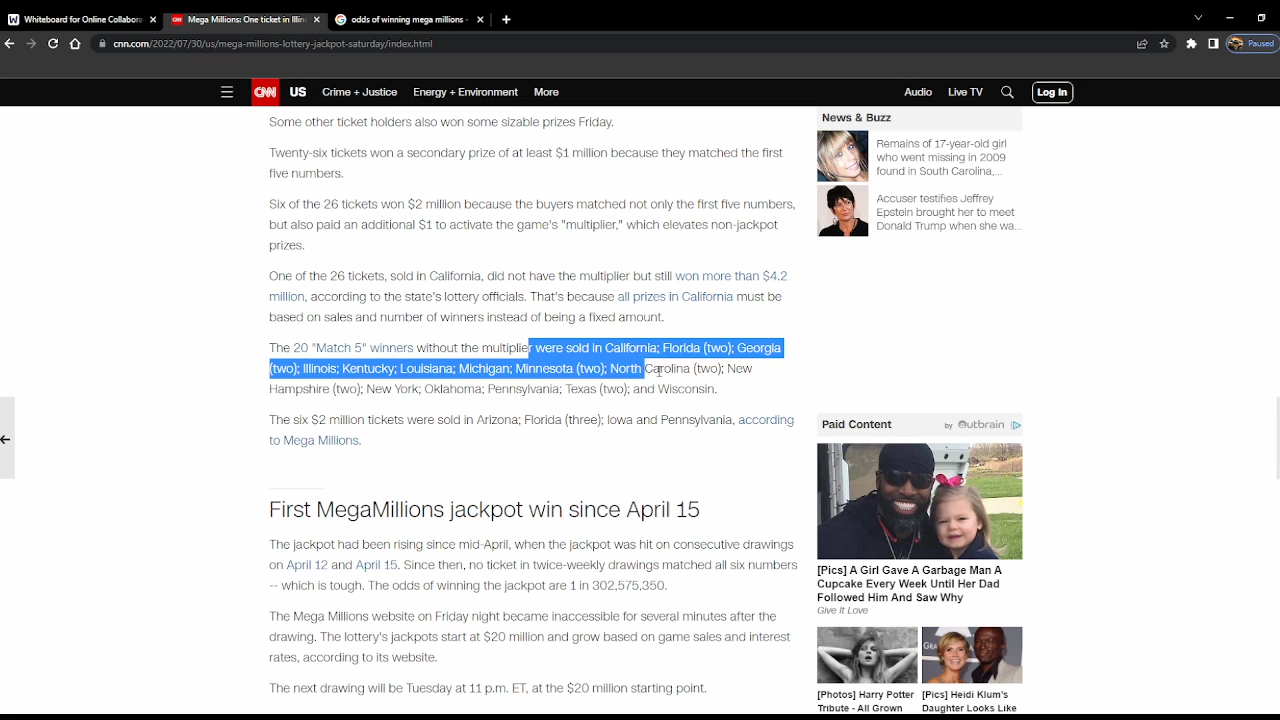 Whiteboard for Online Collabora
Mega Millions: One ticket in Illin
odds of winning mega millions -
cnn.com/2022/07/30/us/mega-millions-lottery-jackpot-saturday/index.html
Paused
CNN US Crime + Justice Energy + Environment More Audio Live TV Log In
Some other ticket holders also won some sizable prizes Friday.
Twenty-six tickets won a secondary prize of at least $1 million because they matched the first
five numbers.
Six of the 26 tickets won $2 million because the buyers matched not only the first five numbers,
but also paid an additional $1 to activate the game's "multiplier," which elevates non-jackpot
prizes.
One of the 26 tickets, sold in California, did not have the multiplier but still won more than $4.2
million, according to the state's lottery officials. That's because all prizes in California must be
based on sales and number of winners instead of being a fixed amount.
The 20 "Match 5" winners without the multiplier were sold in California; Florida (two); Georgia
(two); Illinois; Kentucky; Louisiana; Michigan; Minnesota (two); North Carolina (two); New
Hampshire (two); New York; Oklahoma; Pennsylvania; Texas (two); and Wisconsin.
The six $2 million tickets were sold in Arizona; Florida (three); Iowa and Pennsylvania, according
to Mega Millions.
First MegaMillions jackpot win since April 15
The jackpot had been rising since mid-April, when the jackpot was hit on consecutive drawings
on April 12 and April 15. Since then, no ticket in twice-weekly drawings matched all six numbers
-- which is tough. The odds of winning the jackpot are 1 in 302,575,350.
The Mega Millions website on Friday night became inaccessible for several minutes after the
drawing. The lottery's jackpots start at $20 million and grow based on game sales and interest
rates, according to its website.
The next drawing will be Tuesday at 11 p.m. ET, at the $20 million starting point.
News & Buzz
Remains of 17-year-old girl
who went missing in 2009
found in South Carolina,...
Accuser testifies Jeffrey
Epstein brought her to meet
Donald Trump when she wa...
Paid Content
by Outbrain
[Pics] A Girl Gave A Garbage Man A
Cupcake Every Week Until Her Dad
Followed Him And Saw Why
Give It Love
[Photos] Harry Potter
Tribute - All Grown
[Pics] Heidi Klum's
Daughter Looks Like